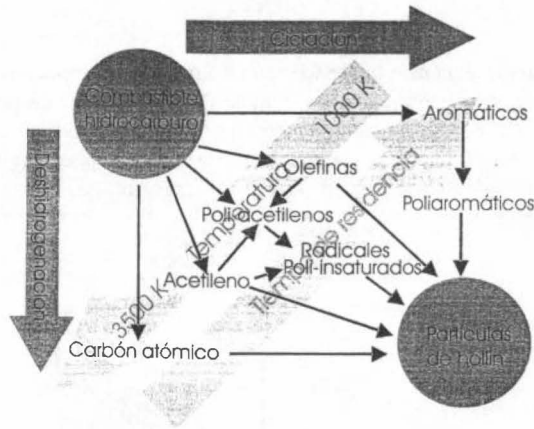 Ciclación
Combustible
hidrocarburo
Deshidrogenación
1000 K
Temperatura
3500 K
Tiempo de residencia
Aromáticos
Olefinas
Poliacetilenos
Poliaromáticos
Radicales
Poli-insaturados
Acetileno
Carbón atómico
Partículas
de hollín